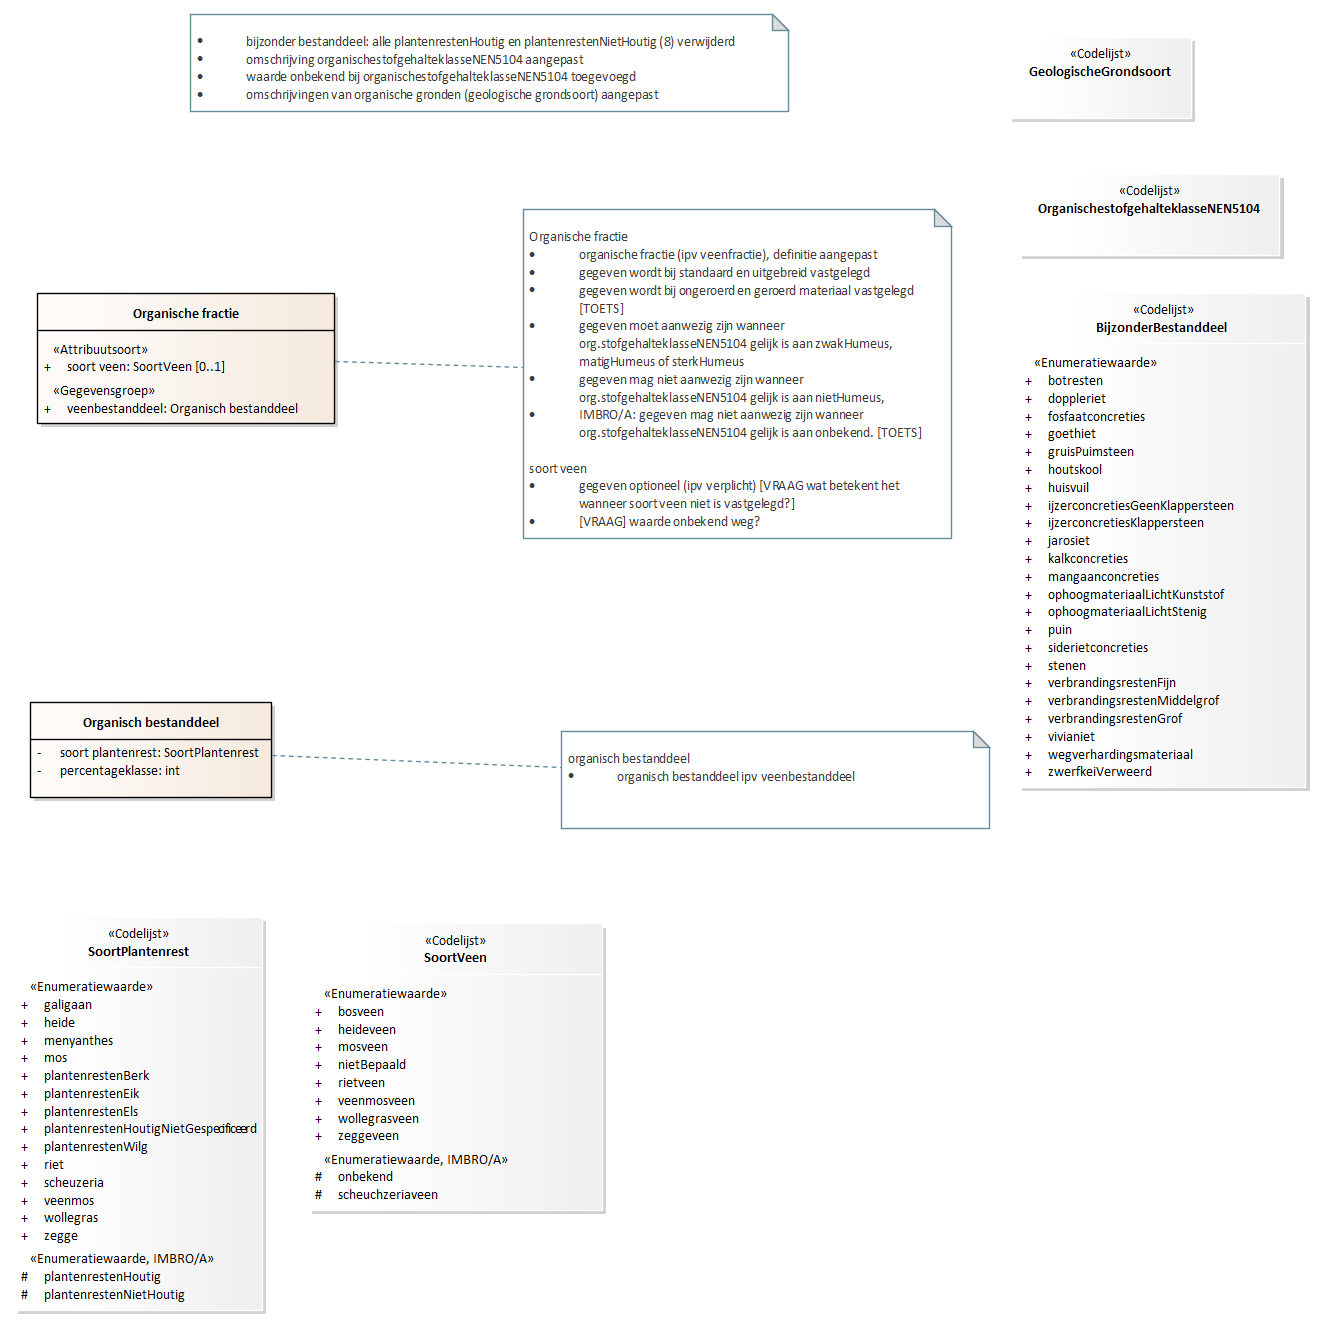 • bijzonder bestanddeel: alle plantenrestenHoutig en plantenrestenNietHoutig (8) verwijderd
• omschrijving organischestofgehalteklasseNEN5104 aangepast
• waarde onbekend bij organischestofgehalteklasseNEN5104 toegevoegd
• omschrijvingen van organische gronden (geologische grondsoort) aangepast
«Codelijst»
GeologischeGrondsoort
«Codelijst»
OrganischestofgehalteklasseNEN5104
Organische fractie
• organische fractie (ipv veenfractie), definitie aangepast
• gegeven wordt bij standaard en uitgebreid vastgelegd
• gegeven wordt bij ongeroerd en geroerd materiaal vastgelegd
[TOETS]
• gegeven moet aanwezig zijn wanneer
org.stofgehalteklasseNEN5104 gelijk is aan zwakHumeus,
matigHumeus of sterkHumeus
• gegeven mag niet aanwezig zijn wanneer
org.stofgehalteklasseNEN5104 gelijk is aan nietHumeus,
• IMBRO/A: gegeven mag niet aanwezig zijn wanneer
org.stofgehalteklasseNEN5104 gelijk is aan onbekend. [TOETS]
soort veen
• gegeven optioneel (ipv verplicht) [VRAAG wat betekent het
wanneer soort veen niet is vastgelegd?]
• [VRAAG] waarde onbekend weg?
Organische fractie
«Attribuutsoort»
+ soort veen: SoortVeen [0..1]
«Gegevensgroep»
+ veenbestanddeel: Organisch bestanddeel
«Codelijst»
BijzonderBestanddeel
«Enumeratiewaarde»
+ botresten
+ doppleriet
+ fosfaatconcreties
+ goethiet
+ gruisPuimsteen
+ houtskool
+ huisvuil
+ ijzerconcretiesGeenKlappersteen
+ ijzerconcretiesKlappersteen
+ jarosiet
+ kalkconcreties
+ mangaanconcreties
+ ophoogmateriaalLichtKunststof
+ ophoogmateriaalLichtStenig
+ puin
+ siderietconcreties
+ stenen
+ verbrandingsrestenFijn
+ verbrandingsrestenMiddelgrof
+ verbrandingsrestenGrof
+ vivianiet
+ wegverhardingsmateriaal
+ zwerfkeiVerweerd
Organisch bestanddeel
- soort plantenrest: SoortPlantenrest
- percentageklasse: int
organisch bestanddeel
• organisch bestanddeel ipv veenbestanddeel
«Codelijst»
SoortPlantenrest
«Enumeratiewaarde»
+ galigaan
+ heide
+ menyanthes
+ mos
+ plantenrestenBerk
+ plantenrestenEik
+ plantenrestenEls
+ plantenrestenHoutigNietGespecificeerd
+ plantenrestenWilg
+ riet
+ scheuzeria
+ veenmos
+ wollegras
+ zegge
«Enumeratiewaarde, IMBRO/A»
# plantenrestenHoutig
# plantenrestenNietHoutig
«Codelijst»
SoortVeen
«Enumeratiewaarde»
+ bosveen
+ heideveen
+ mosveen
+ nietBepaald
+ rietveen
+ veenmosveen
+ wollegrasveen
+ zeggeveen
«Enumeratiewaarde, IMBRO/A»
# onbekend
# scheuchzeriaveen